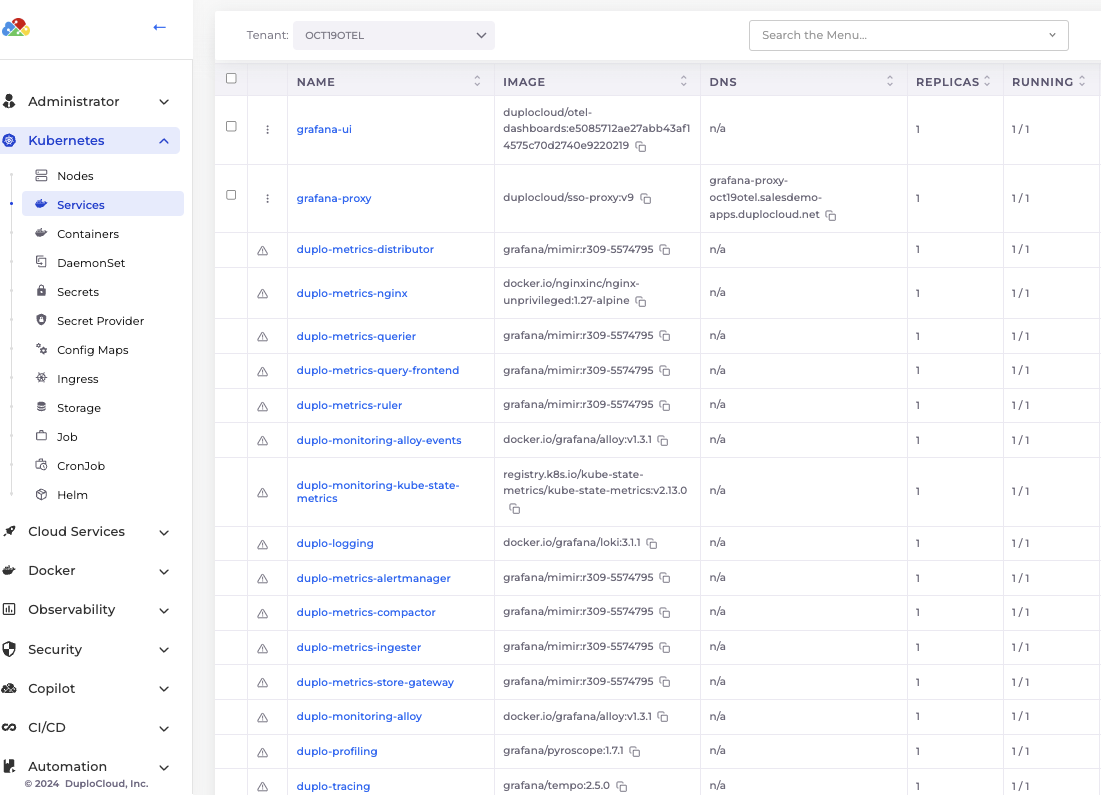 Tenant: OCT19OTEL
Search the Menu...
Administrator
Kubernetes
Nodes
Services
Containers
DaemonSet
Secrets
Secret Provider
Config Maps
Ingress
Storage
Job
CronJob
Helm
Cloud Services
Docker
Observability
Security
Copilot
CI/CD
Automation
© 2024 DuploCloud, Inc.
NAME IMAGE DNS REPLICAS RUNNING
grafana-ui
duplocloud/otel-
dashboards:e5085712ae27abb43af1
4575c70d2740e9220219
n/a 1 1 / 1
grafana-proxy
duplocloud/sso-proxy:v9
grafana-proxy-
oct19otel.salesdemo-
apps.duplocloud.net
1 1 / 1
duplo-metrics-distributor grafana/mimir:r309-5574795 n/a 1 1 / 1
duplo-metrics-nginx
docker.io/nginxinc/nginx-
unprivileged:1.27-alpine
n/a 1 1 / 1
duplo-metrics-querier grafana/mimir:r309-5574795 n/a 1 1 / 1
duplo-metrics-query-frontend grafana/mimir:r309-5574795 n/a 1 1 / 1
duplo-metrics-ruler grafana/mimir:r309-5574795 n/a 1 1 / 1
duplo-monitoring-alloy-events docker.io/grafana/alloy:v1.3.1 n/a 1 1 / 1
duplo-monitoring-kube-state-
metrics
registry.k8s.io/kube-state-
metrics/kube-state-metrics:v2.13.0
n/a 1 1 / 1
duplo-logging docker.io/grafana/loki:3.1.1 n/a 1 1 / 1
duplo-metrics-alertmanager grafana/mimir:r309-5574795 n/a 1 1 / 1
duplo-metrics-compactor grafana/mimir:r309-5574795 n/a 1 1 / 1
duplo-metrics-ingester grafana/mimir:r309-5574795 n/a 1 1 / 1
duplo-metrics-store-gateway grafana/mimir:r309-5574795 n/a 1 1 / 1
duplo-monitoring-alloy docker.io/grafana/alloy:v1.3.1 n/a 1 1 / 1
duplo-profiling grafana/pyroscope:1.7.1 n/a 1 1 / 1
duplo-tracing grafana/tempo:2.5.0 n/a 1 1 / 1